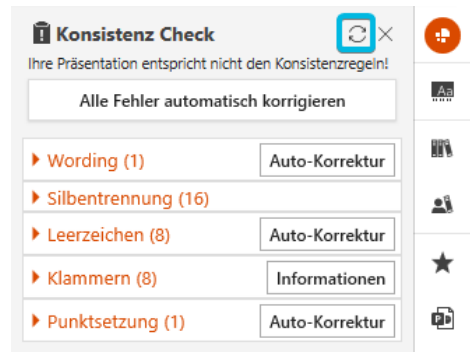 Konsistenz Check
Ihre Präsentation entspricht nicht den Konsistenzregeln!
Alle Fehler automatisch korrigieren
Wording (1) Auto-Korrektur
Silbentrennung (16)
Leerzeichen (8) Auto-Korrektur
Klammern (8) Informationen
Punktsetzung (1) Auto-Korrektur
Aa
P